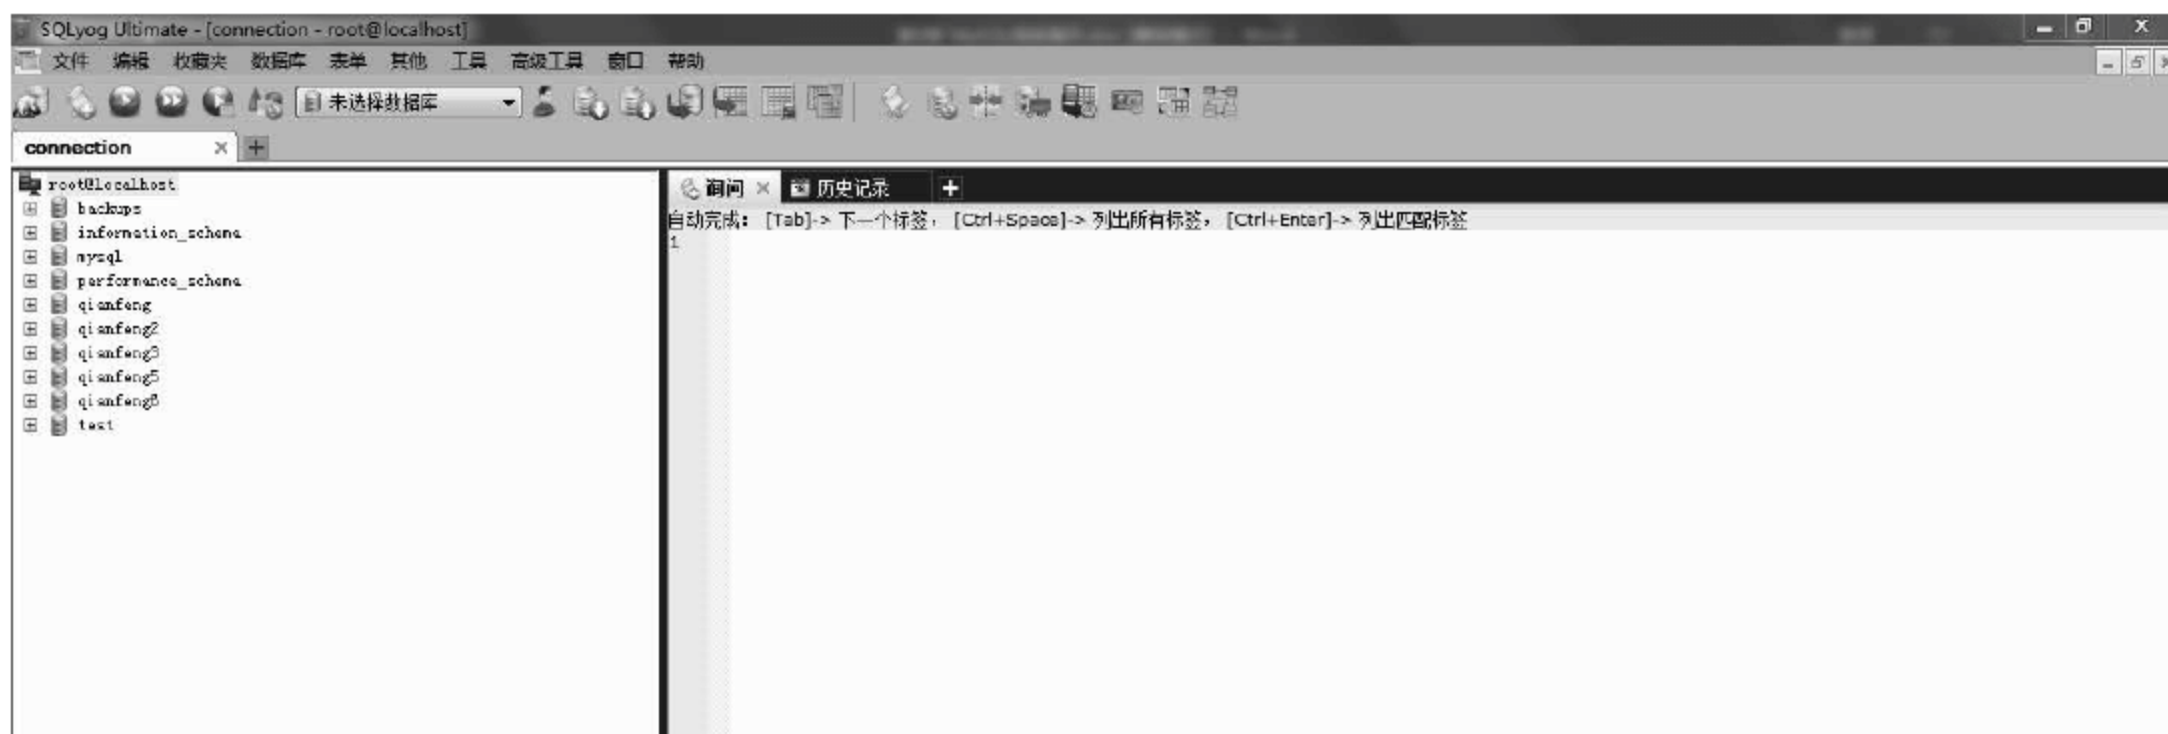 SQLyog Ultimate - [connection - root@localhost]
文件 编辑 收藏夹 数据库 表单 其他 工具 高级工具 窗口 帮助
未选择数据库
connection
root@localhost
backups
information_schema
mysql
performance_schema
qianfeng
qianfeng2
qianfeng3
qianfeng5
qianfeng6
test
询问 历史记录
自动完成: [Tab]-> 下一个标签, [Ctrl+Space]-> 列出所有标签, [Ctrl+Enter]-> 列出匹配标签
1